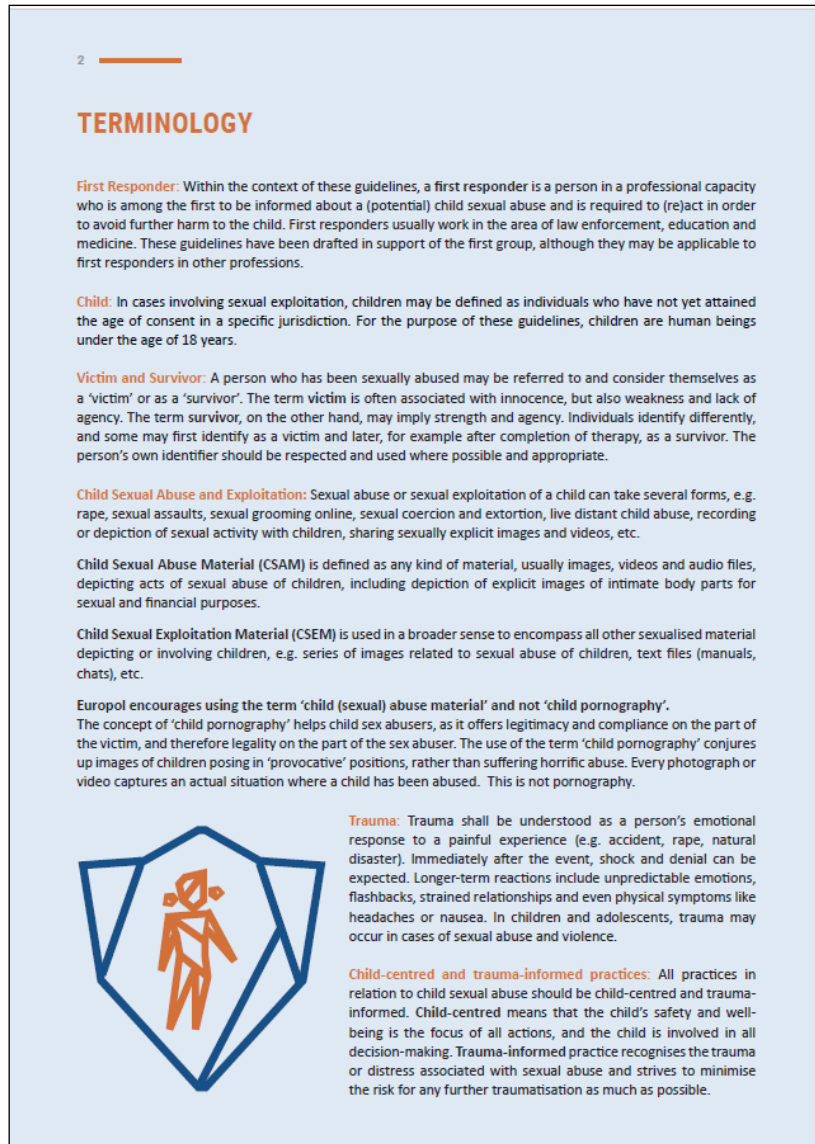 2
TERMINOLOGY
First Responder: Within the context of these guidelines, a first responder is a person in a professional capacity
who is among the first to be informed about a (potential) child sexual abuse and is required to (re)act in order
to avoid further harm to the child. First responders usually work in the area of law enforcement, education and
medicine. These guidelines have been drafted in support of the first group, although they may be applicable to
first responders in other professions.
Child: In cases involving sexual exploitation, children may be defined as individuals who have not yet attained
the age of consent in a specific jurisdiction. For the purpose of these guidelines, children are human beings
under the age of 18 years.
Victim and Survivor: A person who has been sexually abused may be referred to and consider themselves as
a ‘victim’ or as a ‘survivor’. The term victim is often associated with innocence, but also weakness and lack of
agency. The term survivor, on the other hand, may imply strength and agency. Individuals identify differently,
and some may first identify as a victim and later, for example after completion of therapy, as a survivor. The
person’s own identifier should be respected and used where possible and appropriate.
Child Sexual Abuse and Exploitation: Sexual abuse or sexual exploitation of a child can take several forms, e.g.
rape, sexual assaults, sexual grooming online, sexual coercion and extortion, live distant child abuse, recording
or depiction of sexual activity with children, sharing sexually explicit images and videos, etc.
Child Sexual Abuse Material (CSAM) is defined as any kind of material, usually images, videos and audio files,
depicting acts of sexual abuse of children, including depiction of explicit images of intimate body parts for
sexual and financial purposes.
Child Sexual Exploitation Material (CSEM) is used in a broader sense to encompass all other sexualised material
depicting or involving children, e.g. series of images related to sexual abuse of children, text files (manuals,
chats), etc.
Europol encourages using the term ‘child (sexual) abuse material’ and not ‘child pornography’.
The concept of ‘child pornography’ helps child sex abusers, as it offers legitimacy and compliance on the part of
the victim, and therefore legality on the part of the sex abuser. The use of the term ‘child pornography’ conjures
up images of children posing in ‘provocative’ positions, rather than suffering horrific abuse. Every photograph or
video captures an actual situation where a child has been abused. This is not pornography.
Trauma: Trauma shall be understood as a person’s emotional
response to a painful experience (e.g. accident, rape, natural
disaster). Immediately after the event, shock and denial can be
expected. Longer-term reactions include unpredictable emotions,
flashbacks, strained relationships and even physical symptoms like
headaches or nausea. In children and adolescents, trauma may
occur in cases of sexual abuse and violence.
Child-centred and trauma-informed practices: All practices in
relation to child sexual abuse should be child-centred and trauma-
informed. Child-centred means that the child’s safety and well-
being is the focus of all actions, and the child is involved in all
decision-making. Trauma-informed practice recognises the trauma
or distress associated with sexual abuse and strives to minimise
the risk for any further traumatisation as much as possible.